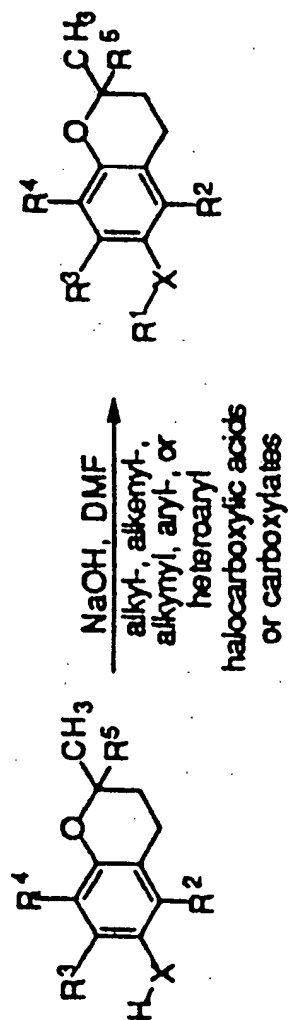 R⁴
R³
O
CH₃
R⁵
H
X
R²
NaOH, DMF
alkyl-, alkenyl-,
alkynyl, aryl-, or
heteroaryl
halocarboxylic acids
or carboxylates
R⁴
R³
O
CH₃
R⁵
R¹
X
R²